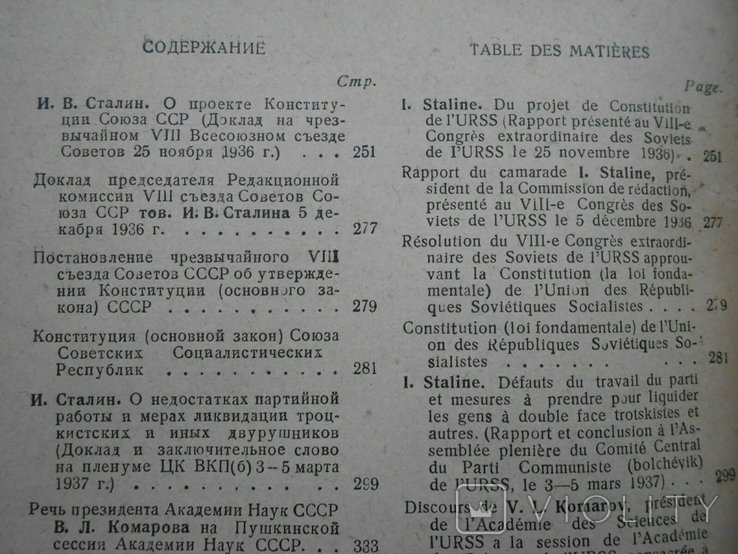 СОДЕРЖАНИЕ
Стр.
И. В. Сталин. О проекте Конститу-
ции Союза ССР (Доклад на чрез-
вычайном VIII Всесоюзном съезде
Советов 25 ноября 1936 г.) . . . 251
Доклад председателя Редакционной
комиссии VIII съезда Советов Со-
юза ССР тов. И. В. Сталина 5 де-
кабря 1936 г. . . . . . . . . . . . 277
Постановление чрезвычайного VIII
съезда Советов СССР об утвержде-
нии Конституции (основного за-
кона) СССР . . . . . . . . . . . 279
Конституция (основной закон) Союза
Советских Социалистических
Республик . . . . . . . . . . . . 281
И. Сталин. О недостатках партийной
работы и мерах ликвидации троц-
кистских и иных двурушников
(Доклад и заключительное слово
на пленуме ЦК ВКП(б) 3—5 марта
1937 г.) . . . . . . . . . . . . . 299
Речь президента Академии Наук СССР
В. Л. Комарова на Пушкинской
сессии Академии Наук СССР. . . 333
TABLE DES MATIÈRES
Page.
I. Staline. Du projet de Constitution
de l'URSS (Rapport présenté au VIII-e
Congrès extraordinaire des Soviets
de l'URSS le 25 novembre 1936) . . 251
Rapport du camarade I. Staline, pré-
sident de la Commission de rédaction,
présenté au VIII-e Congrès des So-
viets de l'URSS le 5 décembre 1936 277
Résolution du VIII-e Congrès extraordi-
naire des Soviets de l'URSS approu-
vant la Constitution (la loi fonda-
mentale) de l'Union des Républi-
ques Soviétiques Socialistes . . . . 279
Constitution (loi fondamentale) de l'Uni-
on des Républiques Soviétiques So-
sialistes . . . . . . . . . . . . 281
I. Staline. Défauts du travail du parti
et mesures à prendre pour liquider
les gens à double face trotskistes et
autres. (Rapport et conclusion à l'As-
semblée plenière du Comité Central
du Parti Communiste (bolchévik)
de l'URSS, le 3—5 mars 1937) . . . 299
Discours de V. L. Komarov, président
de l'Académie des Sciences de
l'URSS a la session de l'Académie
VIOLITY